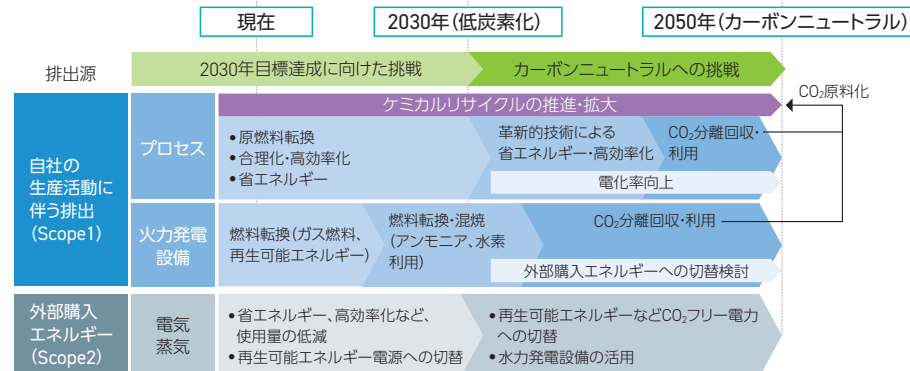 現在
2030年(低炭素化)
2050年(カーボンニュートラル)
排出源
2030年目標達成に向けた挑戦
カーボンニュートラルへの挑戦
ケミカルリサイクルの推進・拡大
CO₂原料化
自社の
生産活動に
伴う排出
(Scope1)
プロセス
•原燃料転換
•合理化・高効率化
•省エネルギー
革新的技術による
省エネルギー・高効率化
CO₂分離回収・
利用
電化率向上
火力発電
設備
燃料転換(ガス燃料、
再生可能エネルギー)
燃料転換・混焼
(アンモニア、水素
利用)
CO₂分離回収・利用
外部購入エネルギーへの切替検討
外部購入
エネルギー
(Scope2)
電気
蒸気
•省エネルギー、高効率化など、
使用量の低減
•再生可能エネルギー電源への切替
•再生可能エネルギーなどCO₂フリー電力
への切替
•水力発電設備の活用